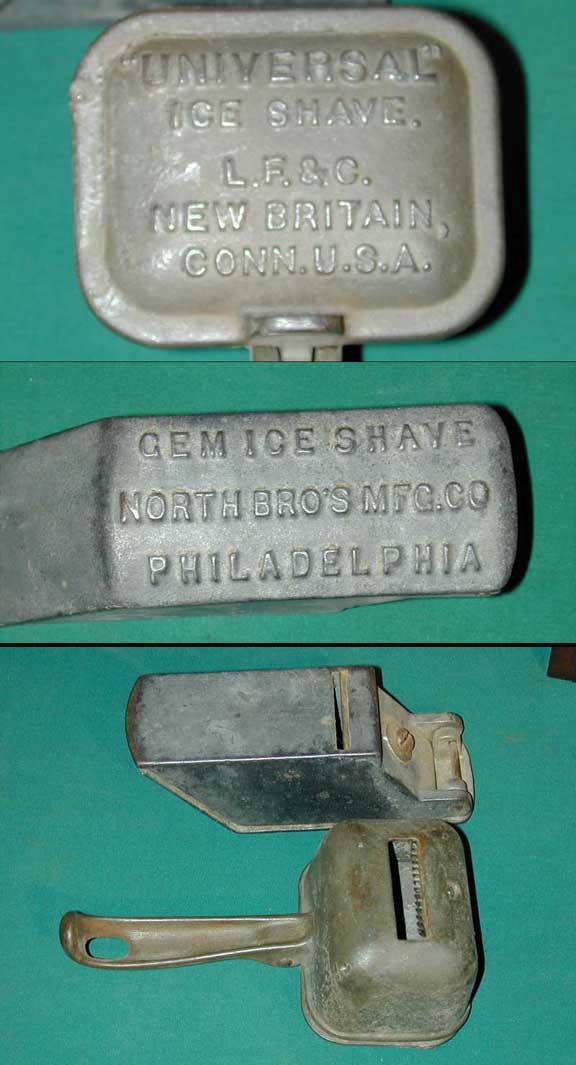 "UNIVERSAL"
ICE SHAVE.
L.F.&C.
NEW BRITAIN,
CONN.U.S.A.
GEM ICE SHAVE
NORTH BRO'S MFG.CO
PHILADELPHIA